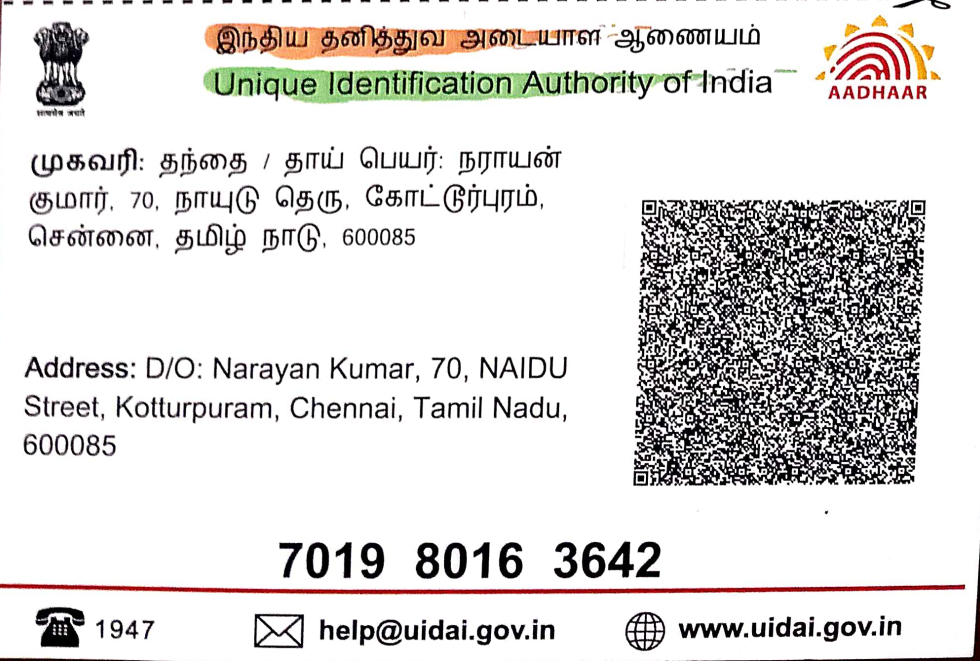 இந்திய தனித்துவ அடையாள ஆணையம்
Unique Identification Authority of India
AADHAAR
सत्यमेव जयते
முகவரி: தந்தை / தாய் பெயர்: நராயன்
குமார், 70, நாயுடு தெரு, கோட்டூர்புரம்,
சென்னை, தமிழ் நாடு, 600085
Address: D/O: Narayan Kumar, 70, NAIDU
Street, Kotturpuram, Chennai, Tamil Nadu,
600085
7019 8016 3642
1947
help@uidai.gov.in
www.uidai.gov.in